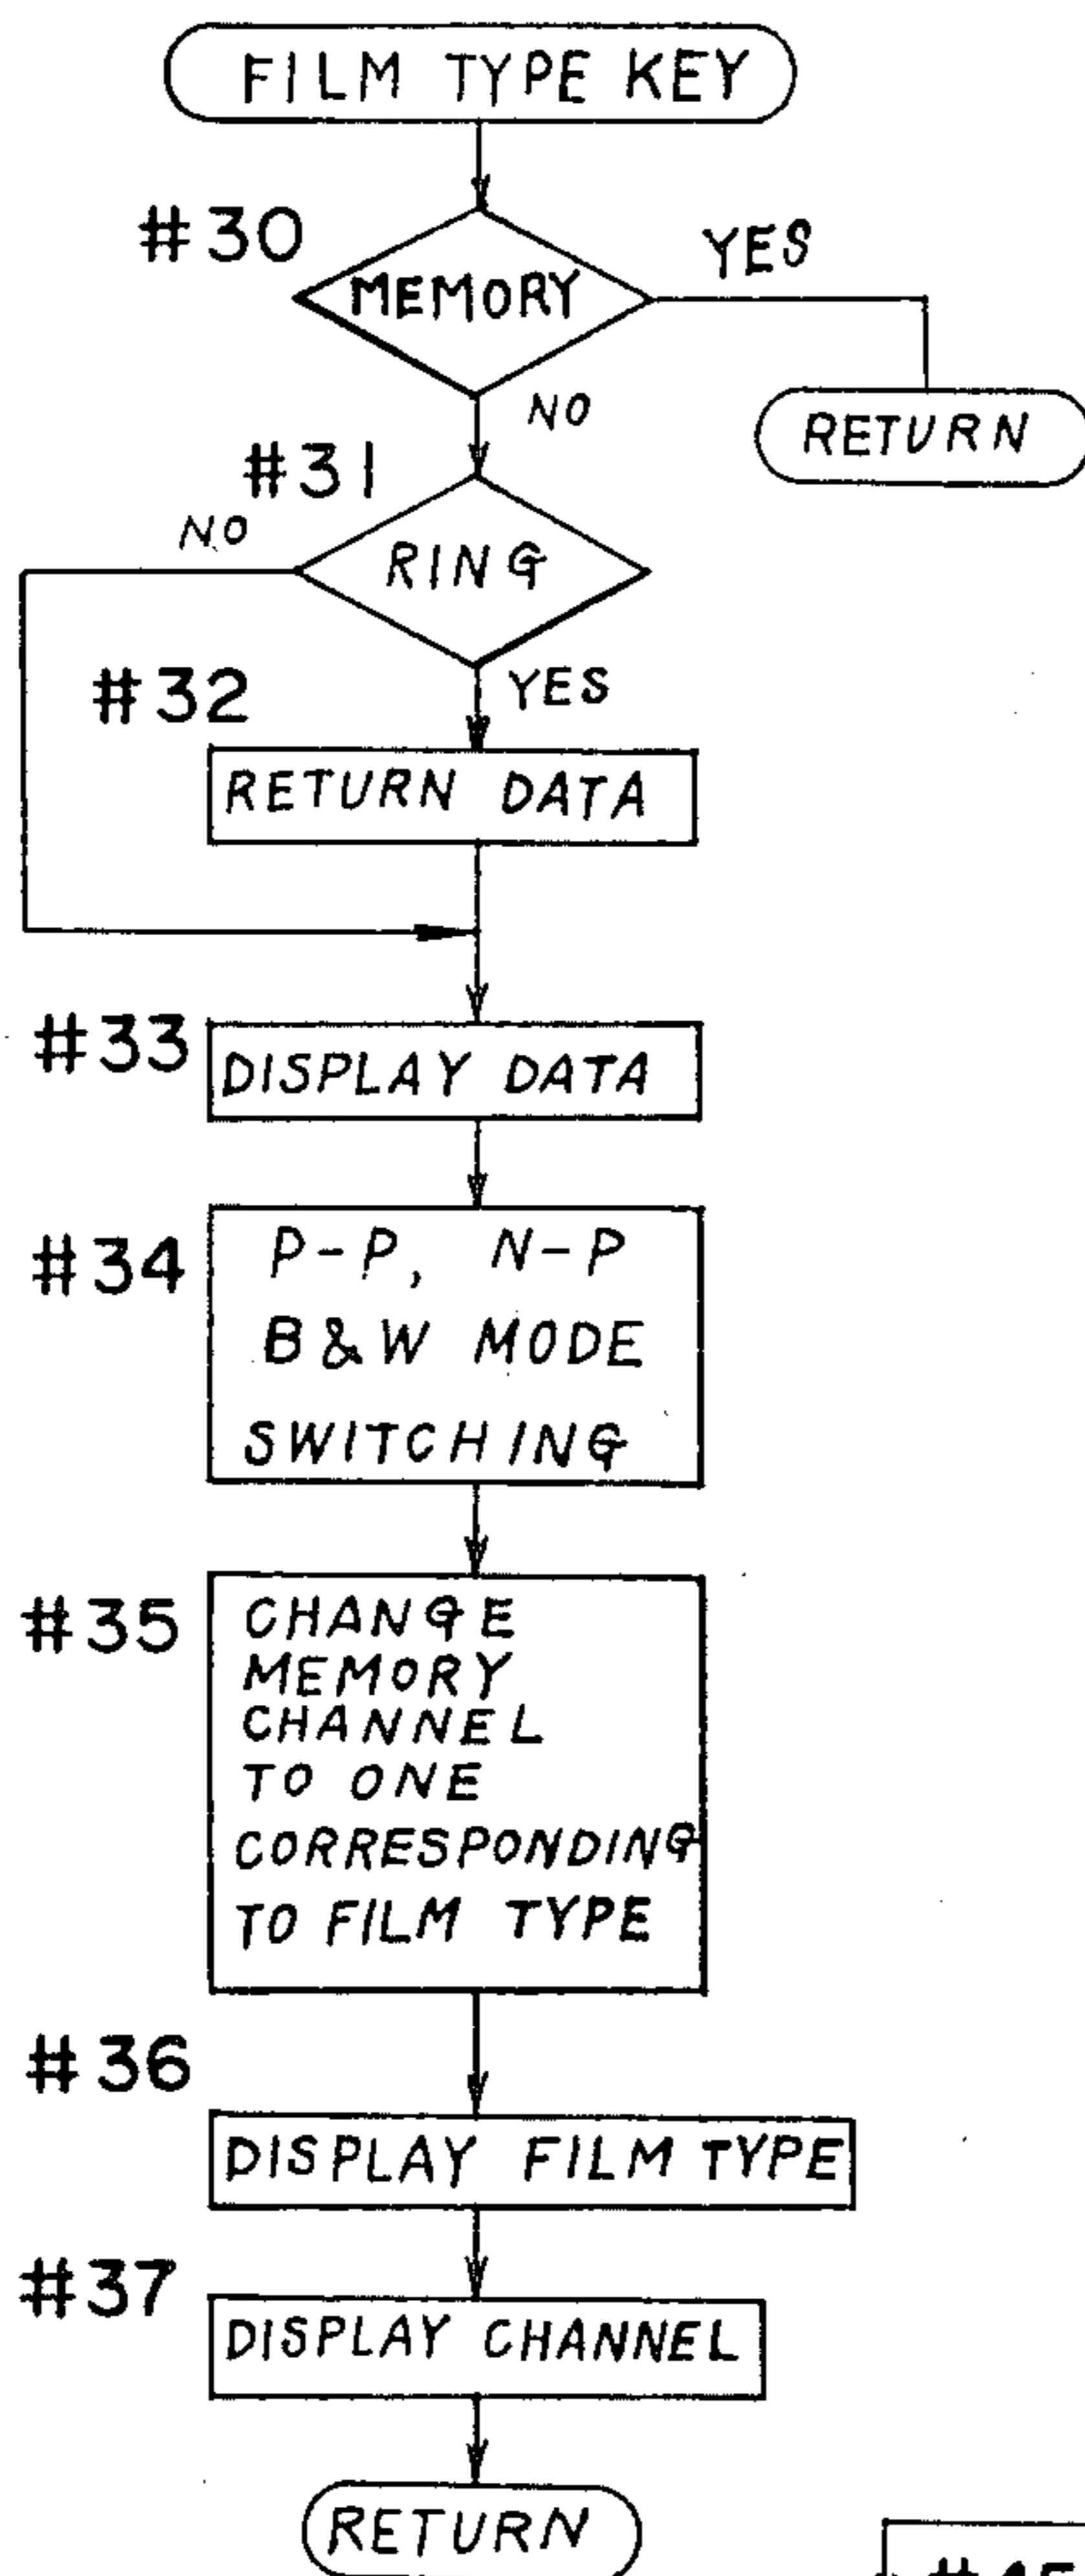 FILM TYPE KEY
#30
MEMORY
YES
RETURN
NO
#31
NO
RING
YES
#32
RETURN DATA
#33
DISPLAY DATA
#34
P-P, N-P
B&W MODE
SWITCHING
#35
CHANGE
MEMORY
CHANNEL
TO ONE
CORRESPONDING
TO FILM TYPE
#36
DISPLAY FILM TYPE
#37
DISPLAY CHANNEL
RETURN